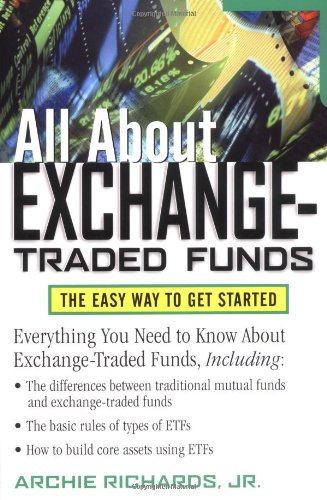 All About
EXCHANGE-
TRADED FUNDS
THE EASY WAY TO GET STARTED
Everything You Need to Know About
Exchange-Traded Funds, Including:
• The differences between traditional mutual funds
and exchange-traded funds
• The basic rules of types of ETFs
• How to build core assets using ETFs
ARCHIE RICHARDS, JR.